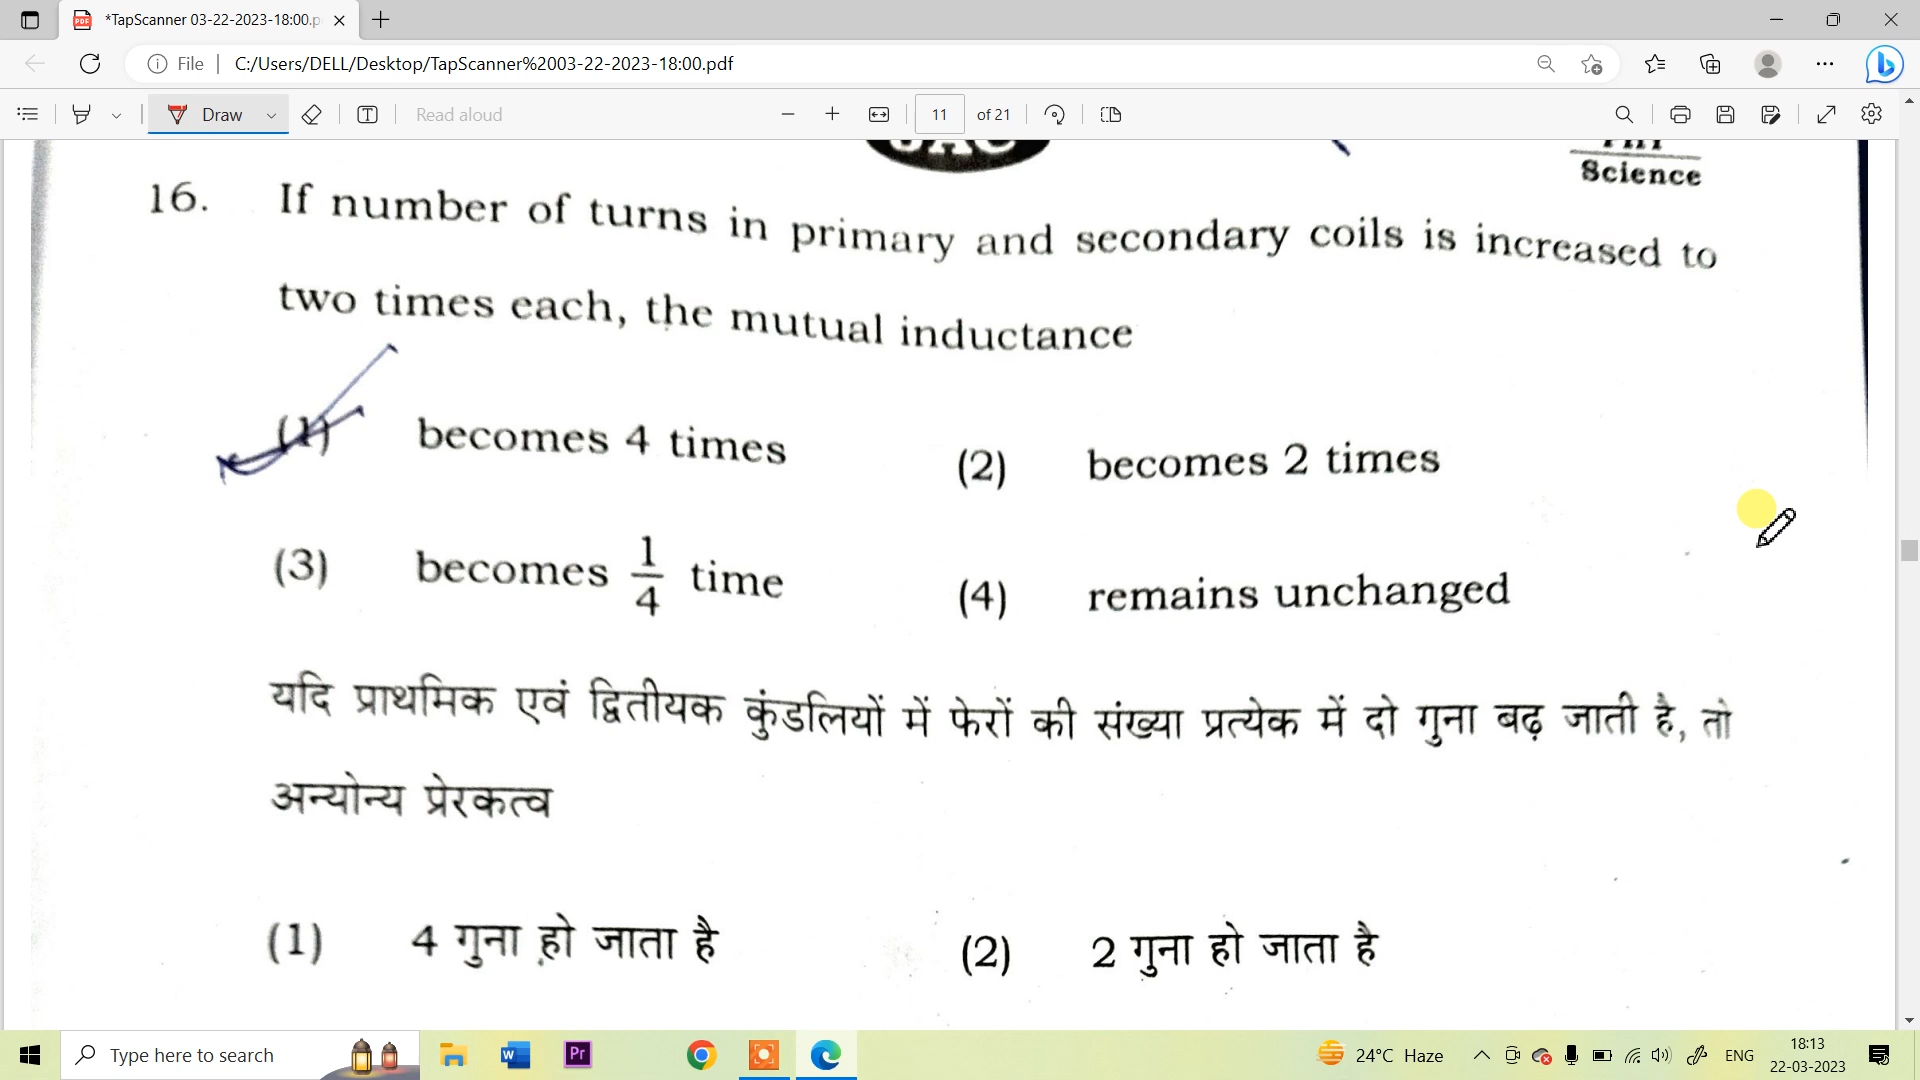 *TapScanner 03-22-2023-18:00.p
File
C:/Users/DELL/Desktop/TapScanner%2003-22-2023-18:00.pdf
Draw
Read aloud
11
of 21
Science
16. If number of turns in primary and secondary coils is increased to
two times each, the mutual inductance
(1) becomes 4 times (2) becomes 2 times
(3) becomes 1/4 time (4) remains unchanged
यदि प्राथमिक एवं द्वितीयक कुंडलियों में फेरों की संख्या प्रत्येक में दो गुना बढ़ जाती है, तो
अन्योन्य प्रेरकत्व
(1) 4 गुना हो जाता है (2) 2 गुना हो जाता है
Type here to search
24°C Haze
ENG
18:13
22-03-2023